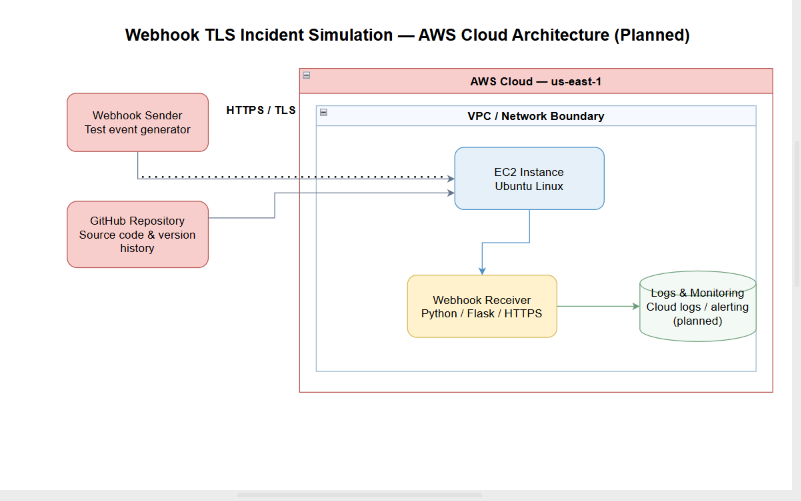 Webhook TLS Incident Simulation — AWS Cloud Architecture (Planned)
AWS Cloud — us-east-1
Webhook Sender
Test event generator
HTTPS / TLS
VPC / Network Boundary
EC2 Instance
Ubuntu Linux
GitHub Repository
Source code & version
history
Webhook Receiver
Python / Flask / HTTPS
Logs & Monitoring
Cloud logs / alerting
(planned)